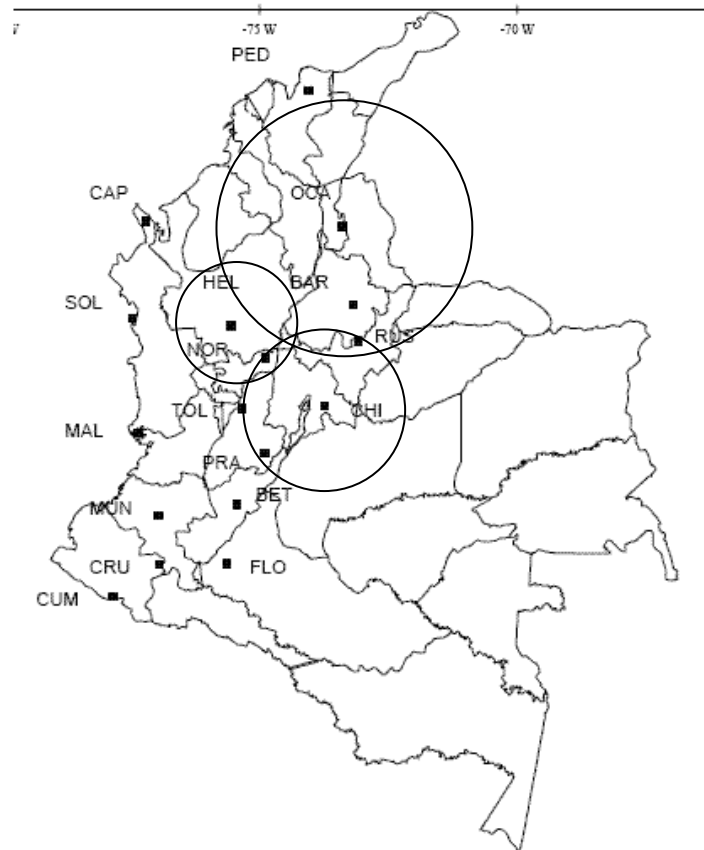 -75 W
-70 W
PED
CAP
OCA
HEL
BAR
SOL
RUS
NOR
TOL
CHI
MAL
PRA
BET
MUN
CRU
FLO
CUM